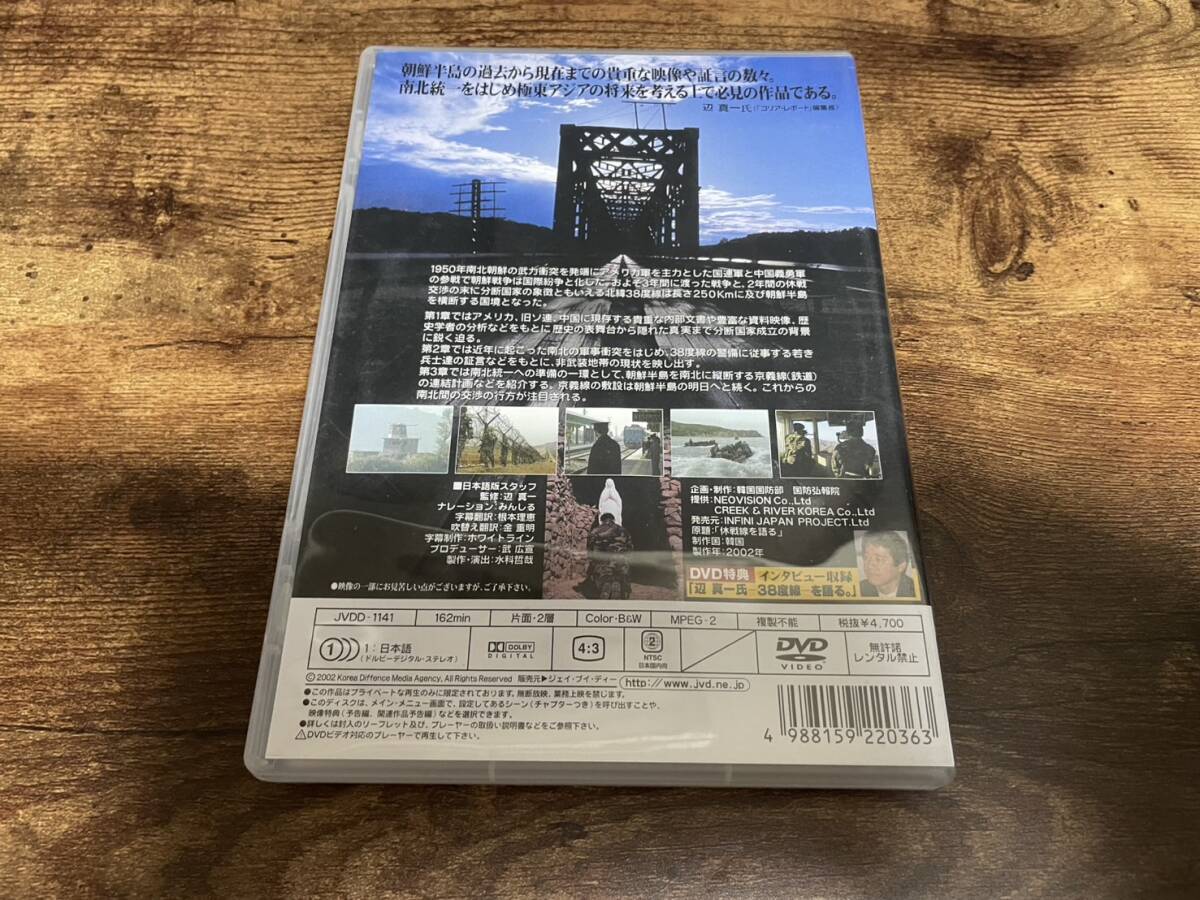 朝鮮半島の過去から現在までの貴重な映像や証言の数々。
南北統一をはじめ極東アジアの将来を考える上で必見の作品である。
辺 真一氏(「コリア・レポート」編集長)
1950年南北朝鮮の武力衝突を発端にアメリカ軍を主力とした国連軍と中国義勇軍
の参戦で朝鮮戦争は国際紛争と化した。およそ3年間に渡った戦争と、2年間の休戦
交渉の末に分断国家の象徴ともいえる北緯38度線は長さ250Kmに及び朝鮮半島
を横断する国境となった。
第1章ではアメリカ、旧ソ連、中国に現存する貴重な内部文書や豊富な資料映像、歴
史学者の分析などをもとに歴史の表舞台から隠れた真実まで分断国家成立の背景
に鋭く迫る。
第2章では近年に起こった南北の軍事衝突をはじめ、38度線の警備に従事する若き
兵士達の証言などをもとに、非武装地帯の現状を映し出す。
第3章では南北統一への準備の一環として、朝鮮半島を南北に縦断する京義線(鉄道)
の連結計画などを紹介する。京義線の敷設は朝鮮半島の明日へと続く。これからの
南北間の交渉の行方が注目される。
■日本語版スタッフ
監修:辺 真一
ナレーション:みんしる
字幕翻訳:根本理恵
吹替え翻訳:金 重明
字幕制作:ホワイトライン
プロデューサー:武 広宣
製作・演出:水科哲哉
●映像の一部にお見苦しい点がございますが、ご了承下さい。
企画・制作:韓国国防部 国防弘報院
提供:NEOVISION Co.,Ltd
CREEK & RIVER KOREA Co.,Ltd
発売元:INFINI JAPAN PROJECT.Ltd
原題:「休戦線を語る」
制作国:韓国
製作年:2002年
DVD特典 インタビュー収録
「辺 真一氏―38度線―を語る。」
JVDD-1141 162min 片面・2層 Color・B&W MPEG-2 複製不能 税抜¥4,700
1 1:日本語
(ドルビーデジタル・ステレオ)
DOLBY
DIGITAL
4:3
2
NTSC
日本国内向
DVD
VIDEO
無許諾
レンタル禁止
© 2002 Korea Diffence Media Agency, All Rights Reserved 販売元▶ジェイ・ブイ・ディー http://www.jvd.ne.jp
●この作品はプライベートな再生のみに限定されております。無断放映、業務上映を禁じます。
●このディスクは、メイン・メニュー画面で、設定してあるシーン(チャプターつき)を呼び出すことや、
映像特典(予告編、関連作品予告編)などを選択できます。
●詳しくは封入のリーフレット及び、プレーヤーの取扱い説明書などをご参照下さい。
⚠DVDビデオ対応のプレーヤーで再生して下さい。
4 988159 220363